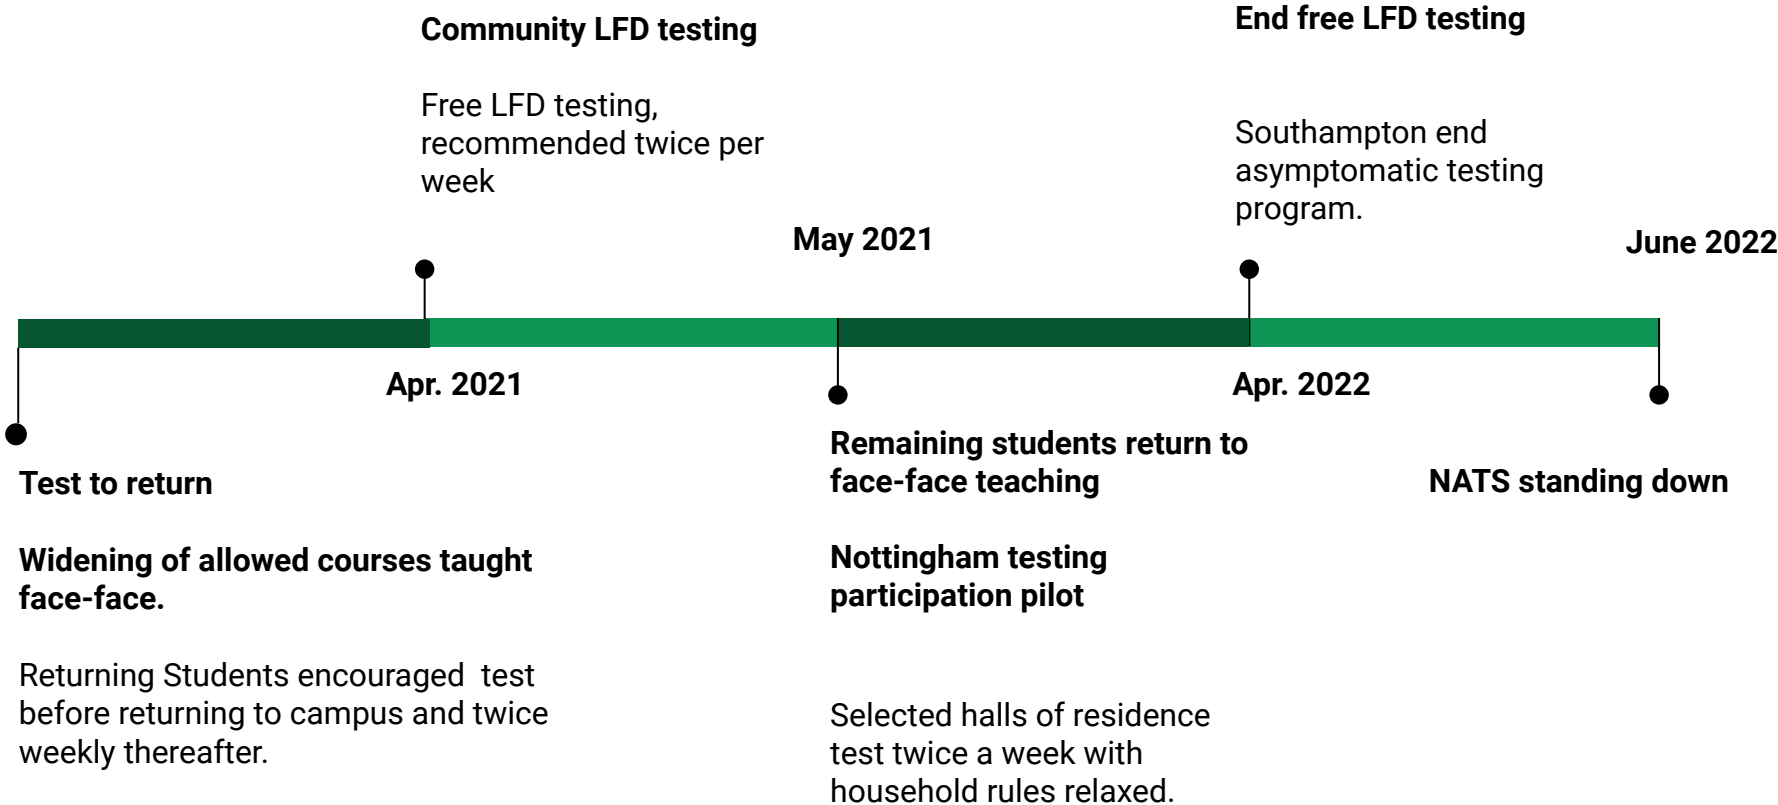 Community LFD testing
Free LFD testing,
recommended twice per
week
End free LFD testing
Southampton end
asymptomatic testing
program.
May 2021
June 2022
Apr. 2021
Apr. 2022
Test to return
Widening of allowed courses taught
face-face.
Returning Students encouraged  test
before returning to campus and twice
weekly thereafter.
Remaining students return to
face-face teaching
Nottingham testing
participation pilot
Selected halls of residence
test twice a week with
household rules relaxed.
NATS standing down